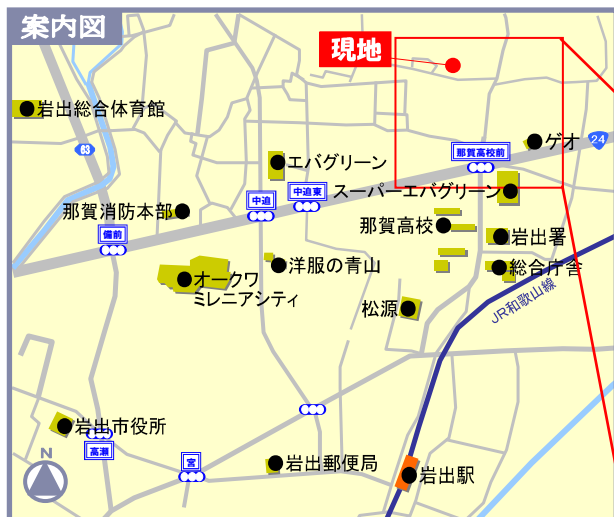 案内図
現地
岩出総合体育館
ゲオ
24
63
エバグリーン
那賀高校前
中迫
中迫東
スーパーエバグリーン
那賀消防本部
那賀高校
備前
岩出署
洋服の青山
総合庁舎
オークワ
ミレニアシティ
松源
JR和歌山線
岩出市役所
高瀬
宮
岩出郵便局
岩出駅
N